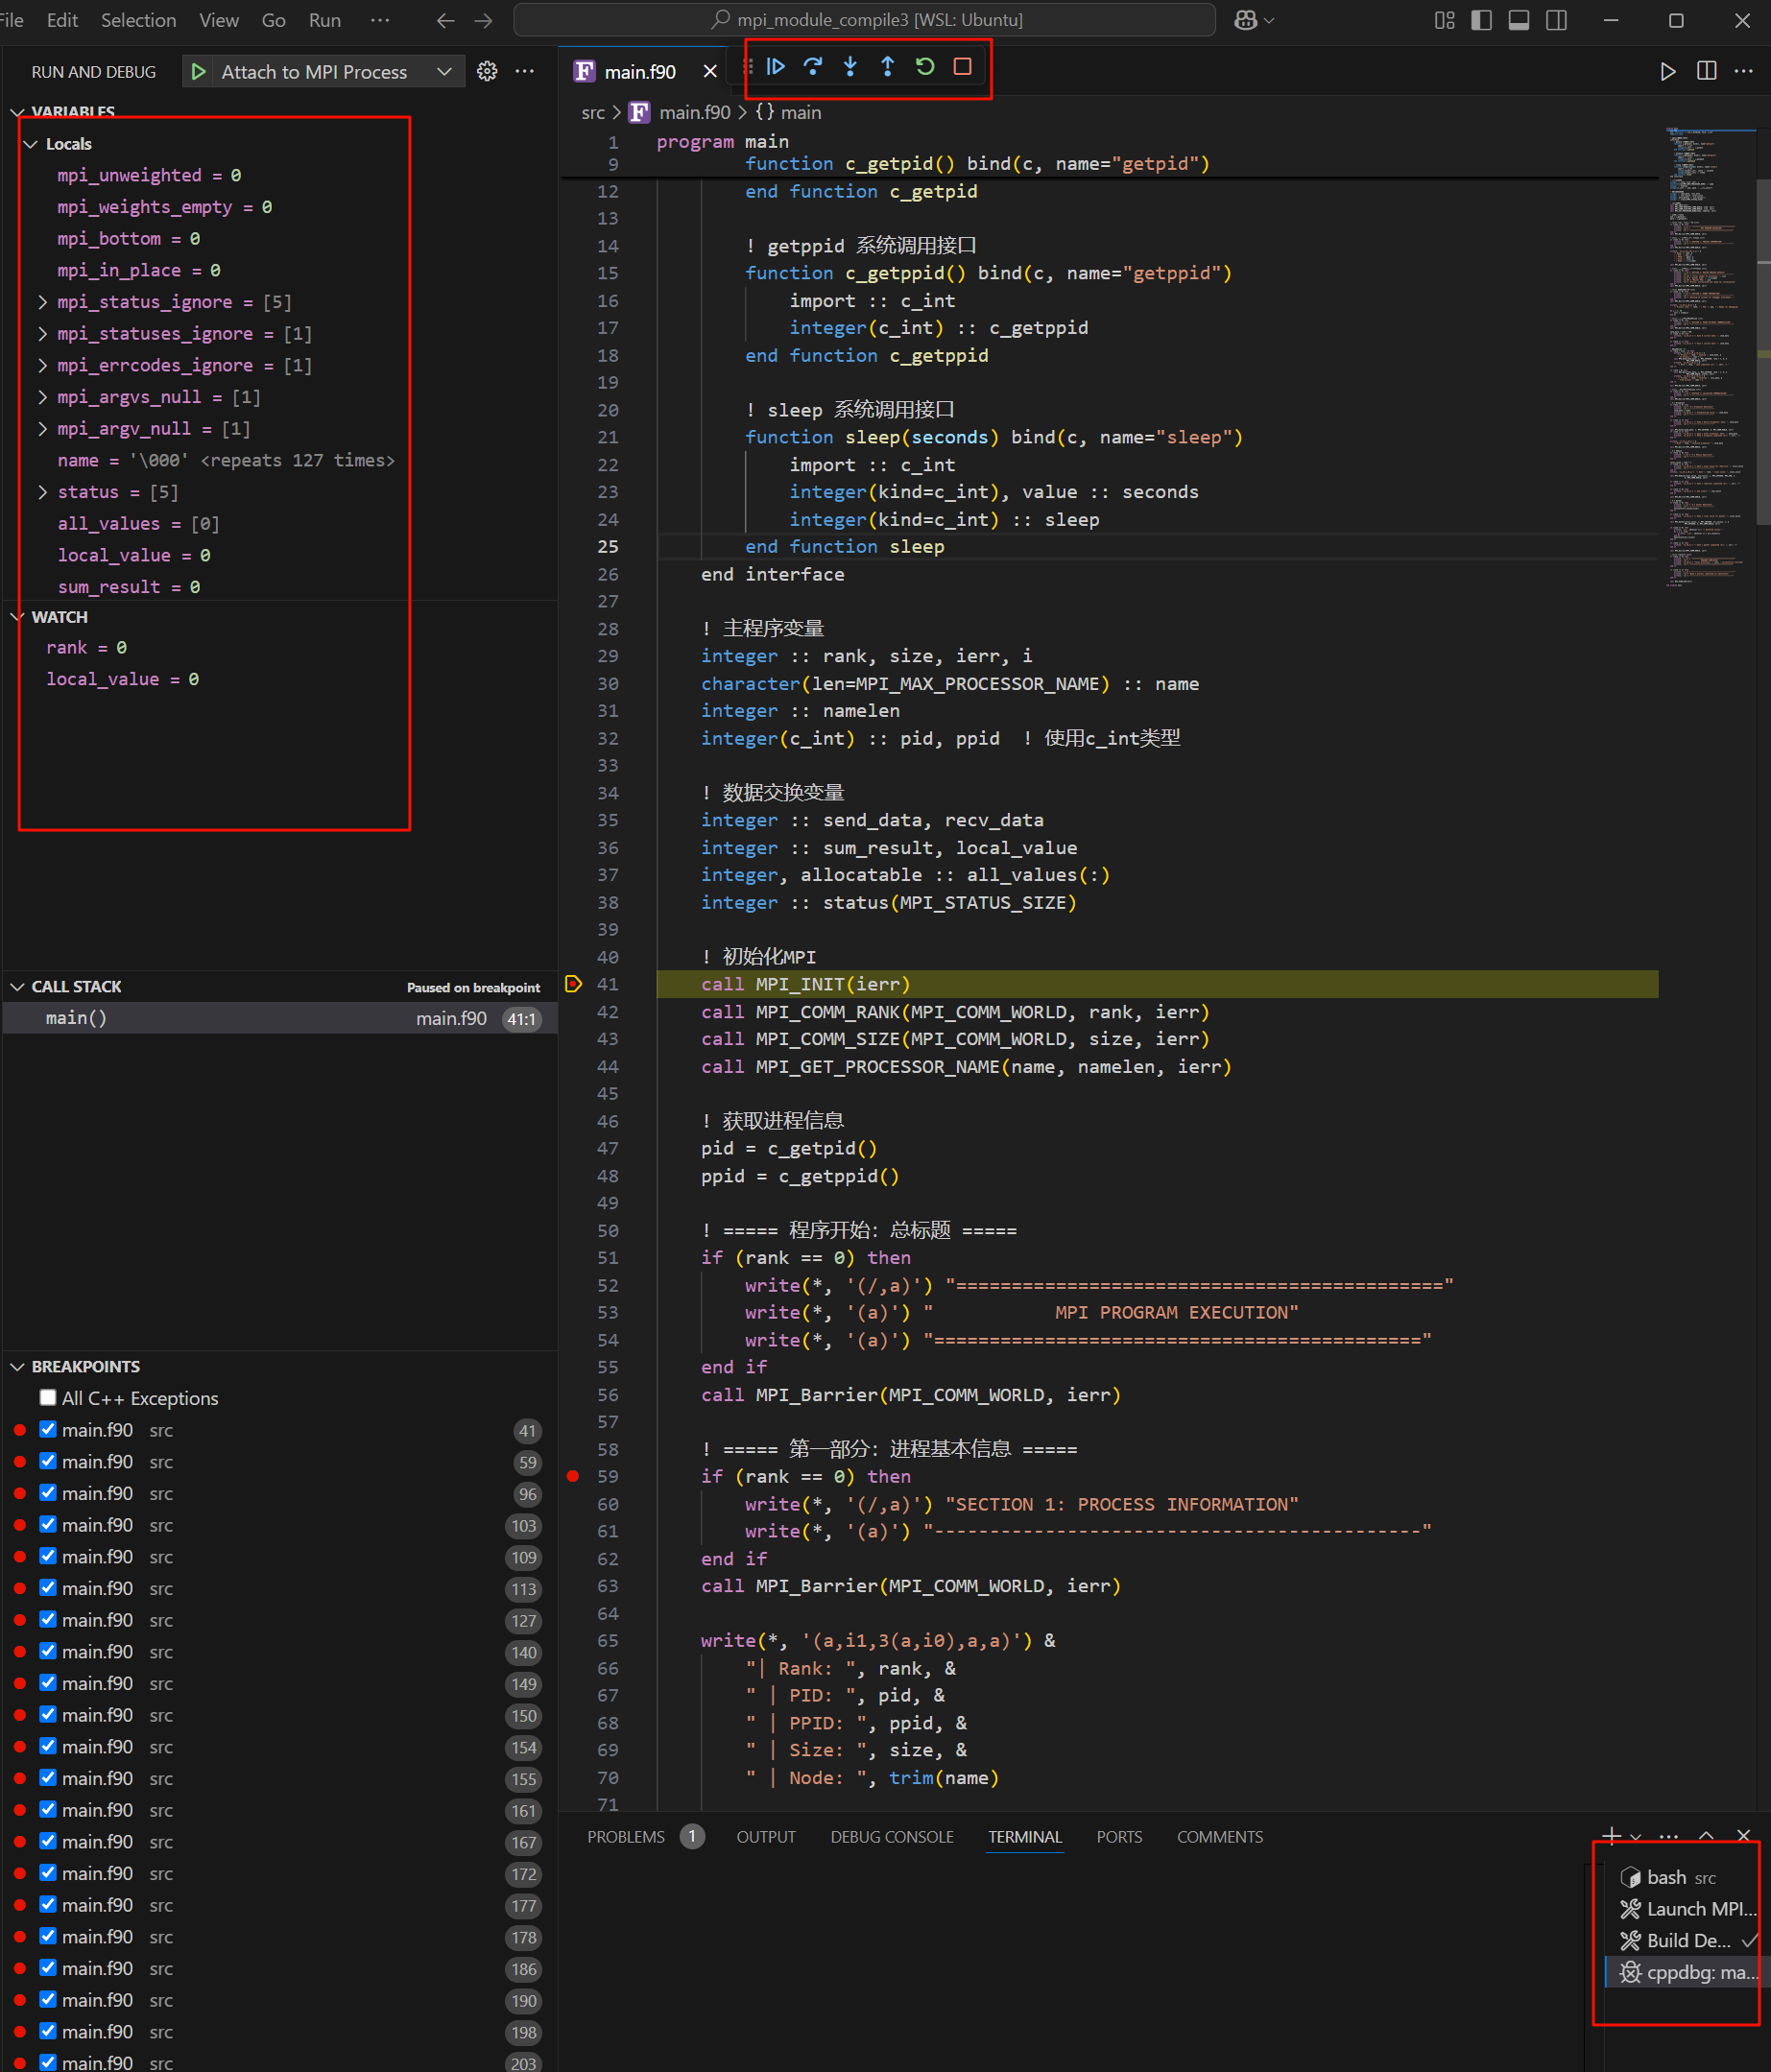 File Edit Selection View Go Run ··· mpi_module_compile3 [WSL: Ubuntu]
RUN AND DEBUG Attach to MPI Process ···
main.f90
src > main.f90 > {} main
VARIABLES
Locals
mpi_unweighted = 0
mpi_weights_empty = 0
mpi_bottom = 0
mpi_in_place = 0
mpi_status_ignore = [5]
mpi_statuses_ignore = [1]
mpi_errcodes_ignore = [1]
mpi_argvs_null = [1]
mpi_argv_null = [1]
name = '\000' <repeats 127 times>
status = [5]
all_values = [0]
local_value = 0
sum_result = 0
WATCH
rank = 0
local_value = 0
CALL STACK Paused on breakpoint
main() main.f90 41:1
BREAKPOINTS
All C++ Exceptions
main.f90 src 41
main.f90 src 59
main.f90 src 96
main.f90 src 103
main.f90 src 109
main.f90 src 113
main.f90 src 127
main.f90 src 140
main.f90 src 149
main.f90 src 150
main.f90 src 154
main.f90 src 155
main.f90 src 161
main.f90 src 167
main.f90 src 172
main.f90 src 177
main.f90 src 178
main.f90 src 186
main.f90 src 190
main.f90 src 198
main.f90 src 203
1 program main
9 function c_getpid() bind(c, name="getpid")
12 end function c_getpid
13
14 ! getppid 系统调用接口
15 function c_getppid() bind(c, name="getppid")
16 import :: c_int
17 integer(c_int) :: c_getppid
18 end function c_getppid
19
20 ! sleep 系统调用接口
21 function sleep(seconds) bind(c, name="sleep")
22 import :: c_int
23 integer(kind=c_int), value :: seconds
24 integer(kind=c_int) :: sleep
25 end function sleep
26 end interface
27
28 ! 主程序变量
29 integer :: rank, size, ierr, i
30 character(len=MPI_MAX_PROCESSOR_NAME) :: name
31 integer :: namelen
32 integer(c_int) :: pid, ppid ! 使用c_int类型
33
34 ! 数据交换变量
35 integer :: send_data, recv_data
36 integer :: sum_result, local_value
37 integer, allocatable :: all_values(:)
38 integer :: status(MPI_STATUS_SIZE)
39
40 ! 初始化MPI
41 call MPI_INIT(ierr)
42 call MPI_COMM_RANK(MPI_COMM_WORLD, rank, ierr)
43 call MPI_COMM_SIZE(MPI_COMM_WORLD, size, ierr)
44 call MPI_GET_PROCESSOR_NAME(name, namelen, ierr)
45
46 ! 获取进程信息
47 pid = c_getpid()
48 ppid = c_getppid()
49
50 ! ===== 程序开始：总标题 =====
51 if (rank == 0) then
52 write(*, '(/,a)') "============================================"
53 write(*, '(a)') "           MPI PROGRAM EXECUTION"
54 write(*, '(a)') "============================================"
55 end if
56 call MPI_Barrier(MPI_COMM_WORLD, ierr)
57
58 ! ===== 第一部分：进程基本信息 =====
59 if (rank == 0) then
60 write(*, '(/,a)') "SECTION 1: PROCESS INFORMATION"
61 write(*, '(a)') "--------------------------------------------"
62 end if
63 call MPI_Barrier(MPI_COMM_WORLD, ierr)
64
65 write(*, '(a,i1,3(a,i0),a,a)') &
66 "| Rank: ", rank, &
67 " | PID: ", pid, &
68 " | PPID: ", ppid, &
69 " | Size: ", size, &
70 " | Node: ", trim(name)
71
PROBLEMS 1 OUTPUT DEBUG CONSOLE TERMINAL PORTS COMMENTS
bash src
Launch MPI...
Build De...
cppdbg: ma...